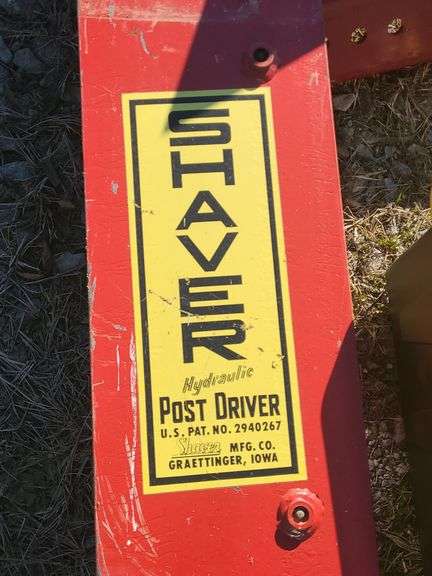 SHAVER
Hydraulic
POST DRIVER
U.S. PAT. NO. 2940267
Shaver MFG. CO.
GRAETTINGER, IOWA